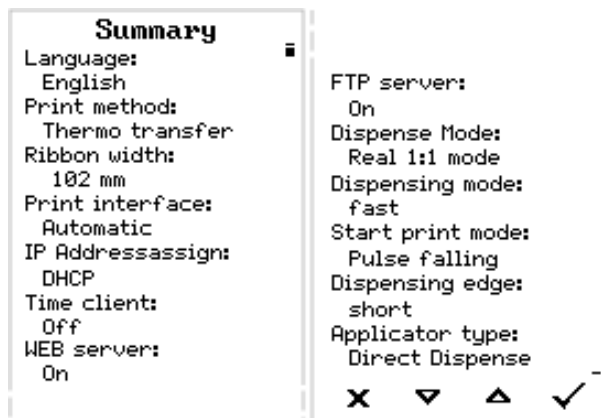 Summary
Language:
English
Print method:
Thermo transfer
Ribbon width:
102 mm
Print interface:
Automatic
IP Addressassign:
DHCP
Time client:
Off
WEB server:
On
FTP server:
On
Dispense Mode:
Real 1:1 mode
Dispensing mode:
fast
Start print mode:
Pulse falling
Dispensing edge:
short
Applicator type:
Direct Dispense